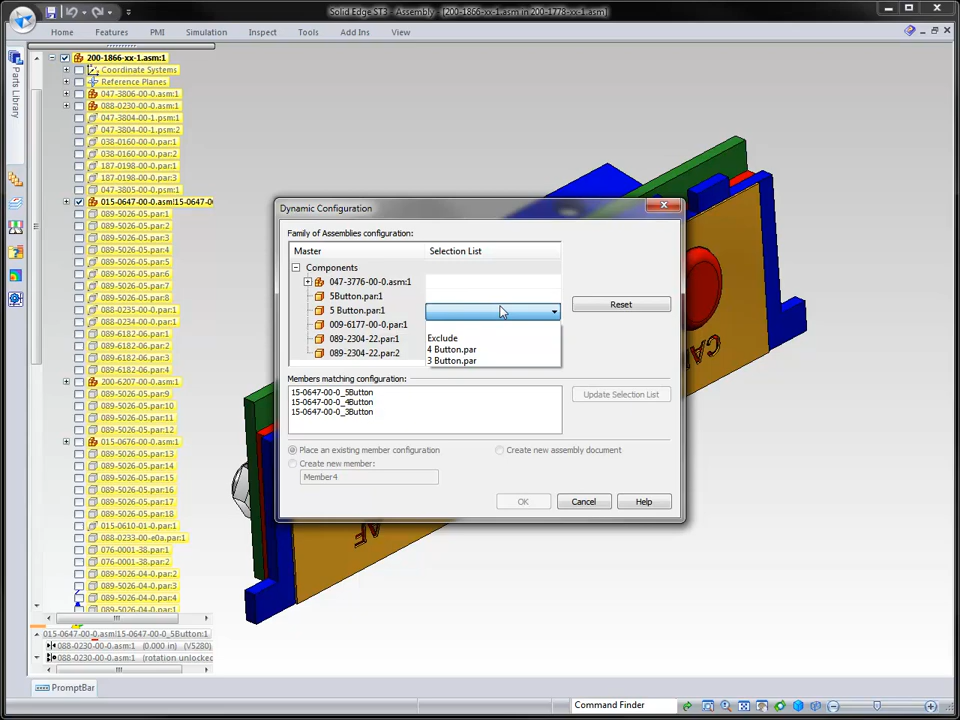 Solid Edge ST3 - Assembly - [200-1866-xx-1.asm in 200-1778-xx-1.asm]
Home Features PMI Simulation Inspect Tools Add Ins View
Parts Library
200-1866-xx-1.asm:1
Coordinate Systems
Reference Planes
047-3806-00-0.asm:1
088-0230-00-0.asm:1
047-3804-00-1.psm:1
047-3804-00-1.psm:2
038-0160-00-0.par:1
038-0160-00-0.par:2
187-0198-00-0.par:1
187-0198-00-0.par:3
047-3805-00-0.psm:1
015-0647-00-0.asm|15-0647-00
089-5026-05.par:1
089-5026-05.par:2
089-5026-05.par:3
089-5026-05.par:4
089-5026-05.par:5
089-5026-05.par:6
089-5026-05.par:7
089-5026-05.par:8
088-0235-00-0.par:1
088-0234-00-0.par:1
089-6182-06.par:1
089-6182-06.par:2
089-6182-06.par:3
089-6182-06.par:4
200-6207-00-0.asm:1
089-5026-05.par:9
089-5026-05.par:10
089-5026-05.par:11
089-5026-05.par:12
015-0676-00-0.asm:1
089-5026-05.par:13
089-5026-05.par:14
089-5026-05.par:15
089-5026-05.par:16
089-5026-05.par:17
089-5026-05.par:18
015-0610-01-0.par:1
088-0233-00-e0a.par:1
076-0001-38.par:1
076-0001-38.par:2
089-5026-04-0.par:2
089-5026-04-0.par:3
089-5026-04-0.par:4
089-5026-04-0.par:1
015-0647-00-0.asm|15-0647-00-0_5Button:1
088-0230-00-0.asm:1 (0.000 in) (V5280)
088-0230-00-0.asm:1 (rotation unlocked
PromptBar
Dynamic Configuration
Family of Assemblies configuration:
Master Selection List
Components
047-3776-00-0.asm:1
5Button.par:1
5 Button.par:1
009-6177-00-0.par:1
089-2304-22.par:1
089-2304-22.par:2
Exclude
4 Button.par
3 Button.par
Reset
Members matching configuration:
15-0647-00-0_5Button
15-0647-00-0_4Button
15-0647-00-0_3Button
Update Selection List
Place an existing member configuration
Create new assembly document
Create new member:
Member4
OK Cancel Help
Command Finder